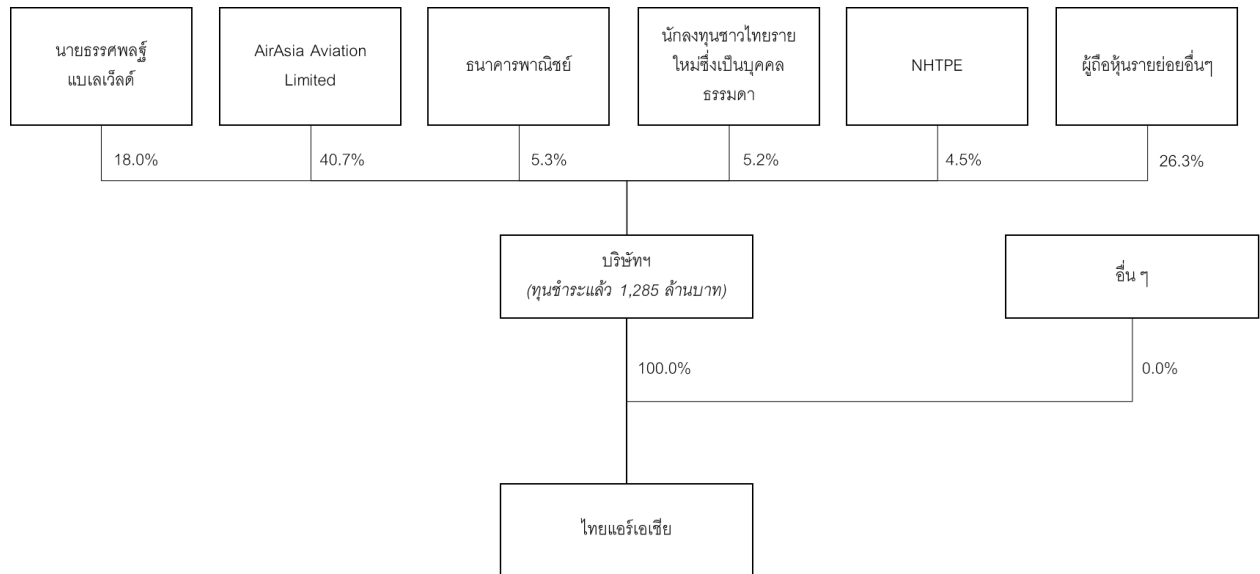 นายธรรศพลฐ์
แบเลเว็ลด์
AirAsia Aviation
Limited
ธนาคารพาณิชย์
นักลงทุนชาวไทยราย
ใหม่ซึ่งเป็นบุคคล
ธรรมดา
NHTPE
ผู้ถือหุ้นรายย่อยอื่นๆ
18.0%
40.7%
5.3%
5.2%
4.5%
26.3%
บริษัทฯ
(ทุนชำระแล้ว 1,285 ล้านบาท)
อื่น ๆ
100.0%
0.0%
ไทยแอร์เอเชีย